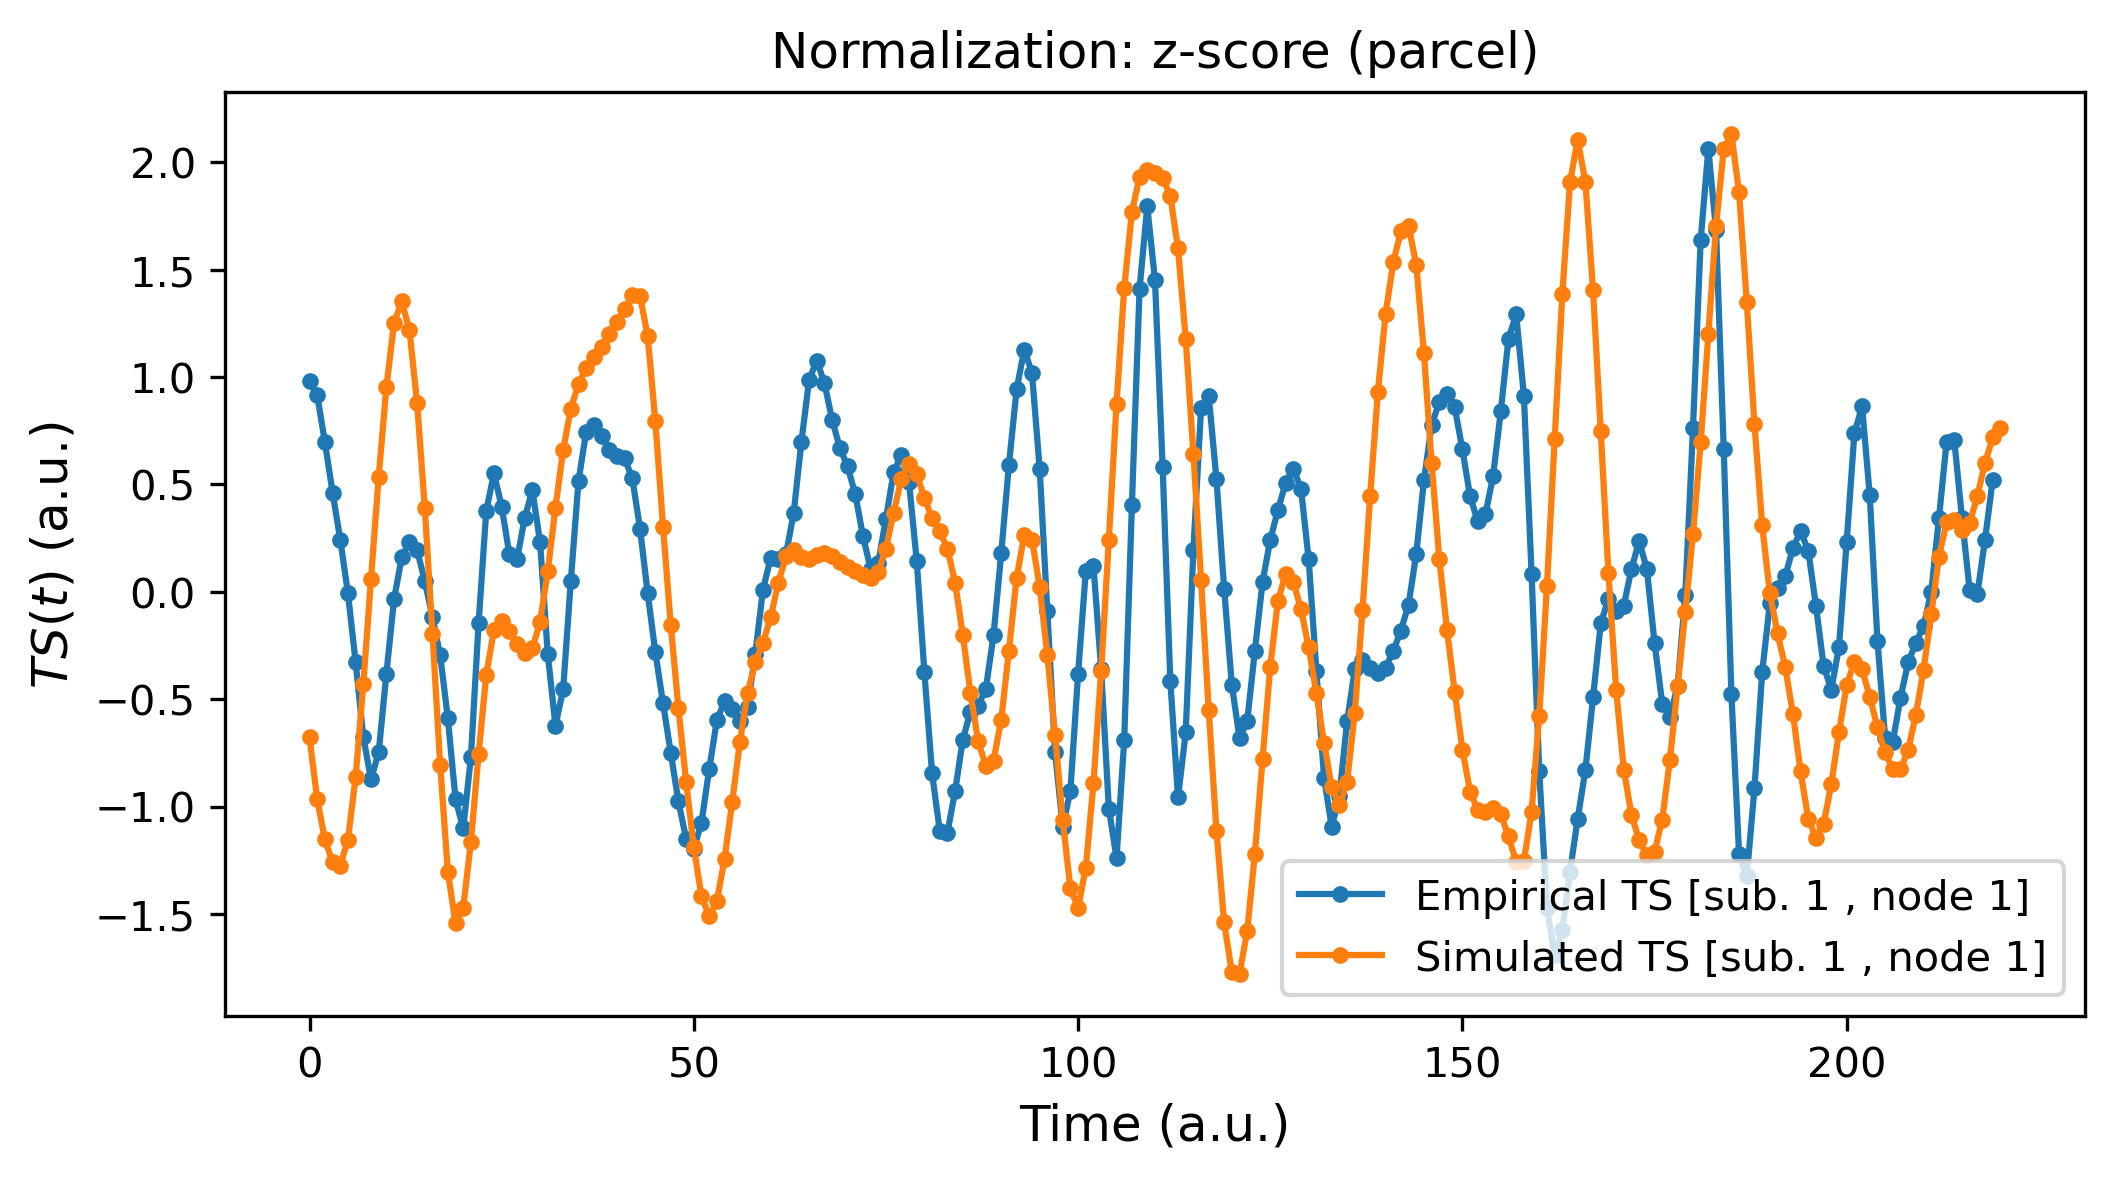 Normalization: z-score (parcel)
TS(t) (a.u.)
2.0
1.5
1.0
0.5
0.0
−0.5
−1.0
−1.5
Empirical TS [sub. 1 , node 1]
Simulated TS [sub. 1 , node 1]
0 50 100 150 200
Time (a.u.)